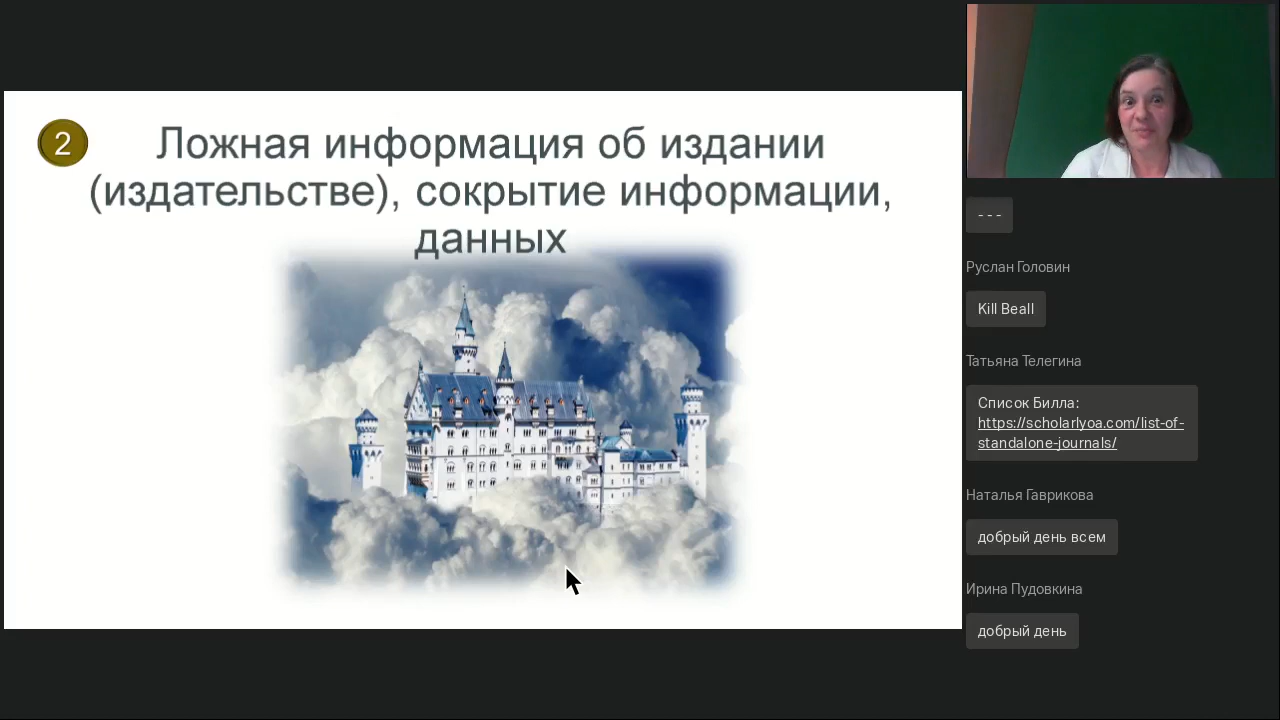 2
Ложная информация об издании
(издательстве), сокрытие информации,
данных
- - -
Руслан Головин
Kill Beall
Татьяна Телегина
Список Билла:
https://scholarlyoa.com/list-of-
standalone-journals/
Наталья Гаврикова
добрый день всем
Ирина Пудовкина
добрый день